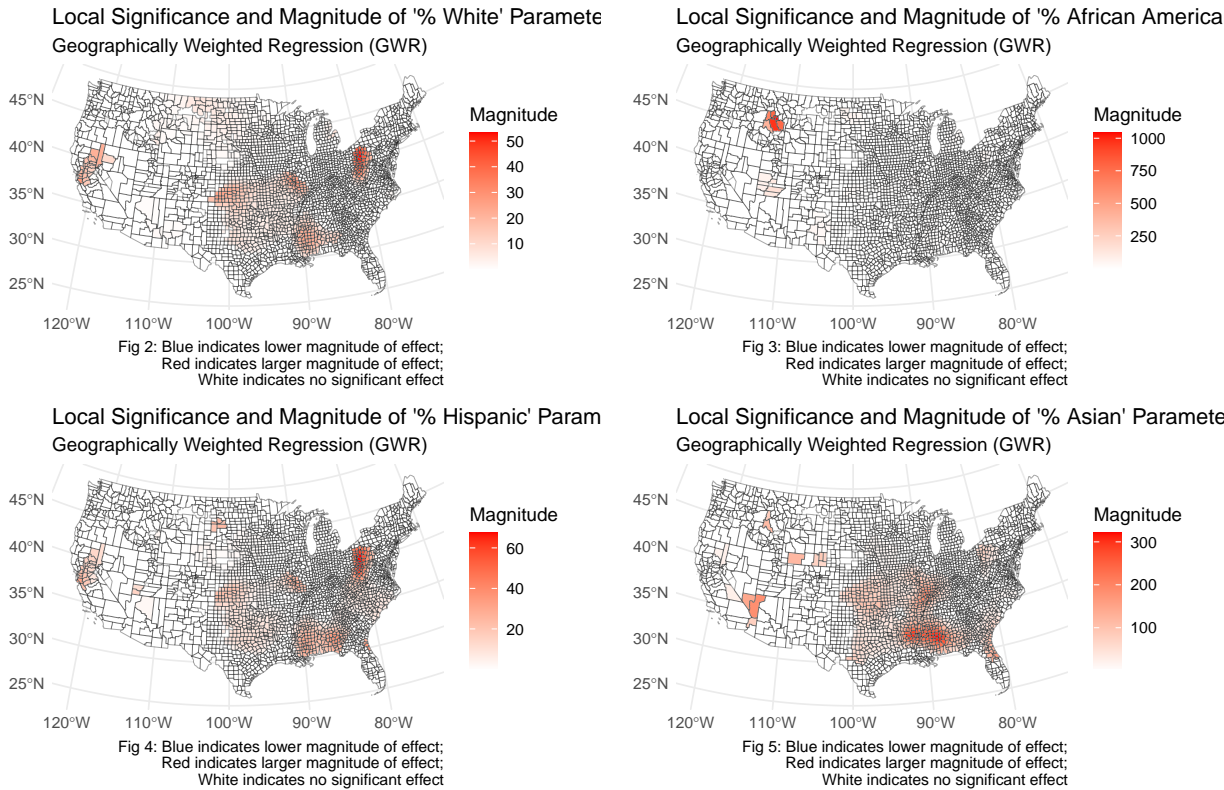 Local Significance and Magnitude of '% White' Paramete
Geographically Weighted Regression (GWR)
45°N
40°N
35°N
30°N
25°N
120°W 110°W 100°W 90°W 80°W
Magnitude
50
40
30
20
10
Fig 2: Blue indicates lower magnitude of effect;
Red indicates larger magnitude of effect;
White indicates no significant effect
Local Significance and Magnitude of '% African America
Geographically Weighted Regression (GWR)
45°N
40°N
35°N
30°N
25°N
120°W 110°W 100°W 90°W 80°W
Magnitude
1000
750
500
250
Fig 3: Blue indicates lower magnitude of effect;
Red indicates larger magnitude of effect;
White indicates no significant effect
Local Significance and Magnitude of '% Hispanic' Param
Geographically Weighted Regression (GWR)
45°N
40°N
35°N
30°N
25°N
120°W 110°W 100°W 90°W 80°W
Magnitude
60
40
20
Fig 4: Blue indicates lower magnitude of effect;
Red indicates larger magnitude of effect;
White indicates no significant effect
Local Significance and Magnitude of '% Asian' Paramete
Geographically Weighted Regression (GWR)
45°N
40°N
35°N
30°N
25°N
120°W 110°W 100°W 90°W 80°W
Magnitude
300
200
100
Fig 5: Blue indicates lower magnitude of effect;
Red indicates larger magnitude of effect;
White indicates no significant effect